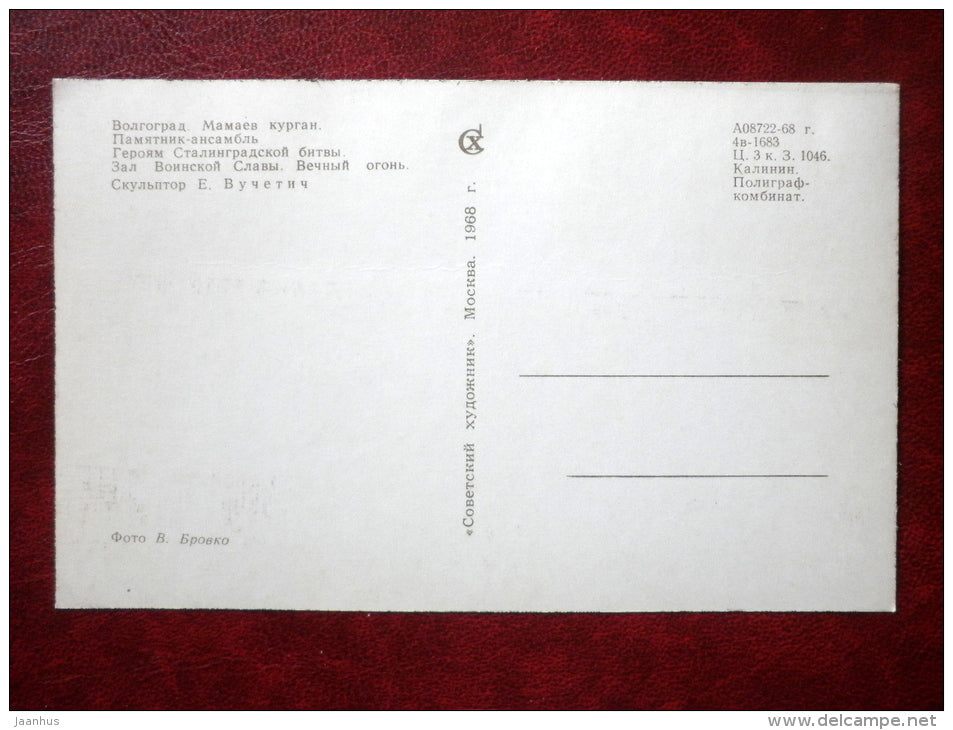 Волгоград. Мамаев курган.
Памятник-ансамбль
Героям Сталинградской битвы.
Зал Воинской Славы. Вечный огонь.
Скульптор Е. Вучетич
Фото В. Бровко
«Советский художник». Москва. 1968 г.
А08722-68 г.
4в-1683
Ц. 3 к. З. 1046.
Калинин.
Полиграф-
комбинат.
jaanhus
www.delcampe.net